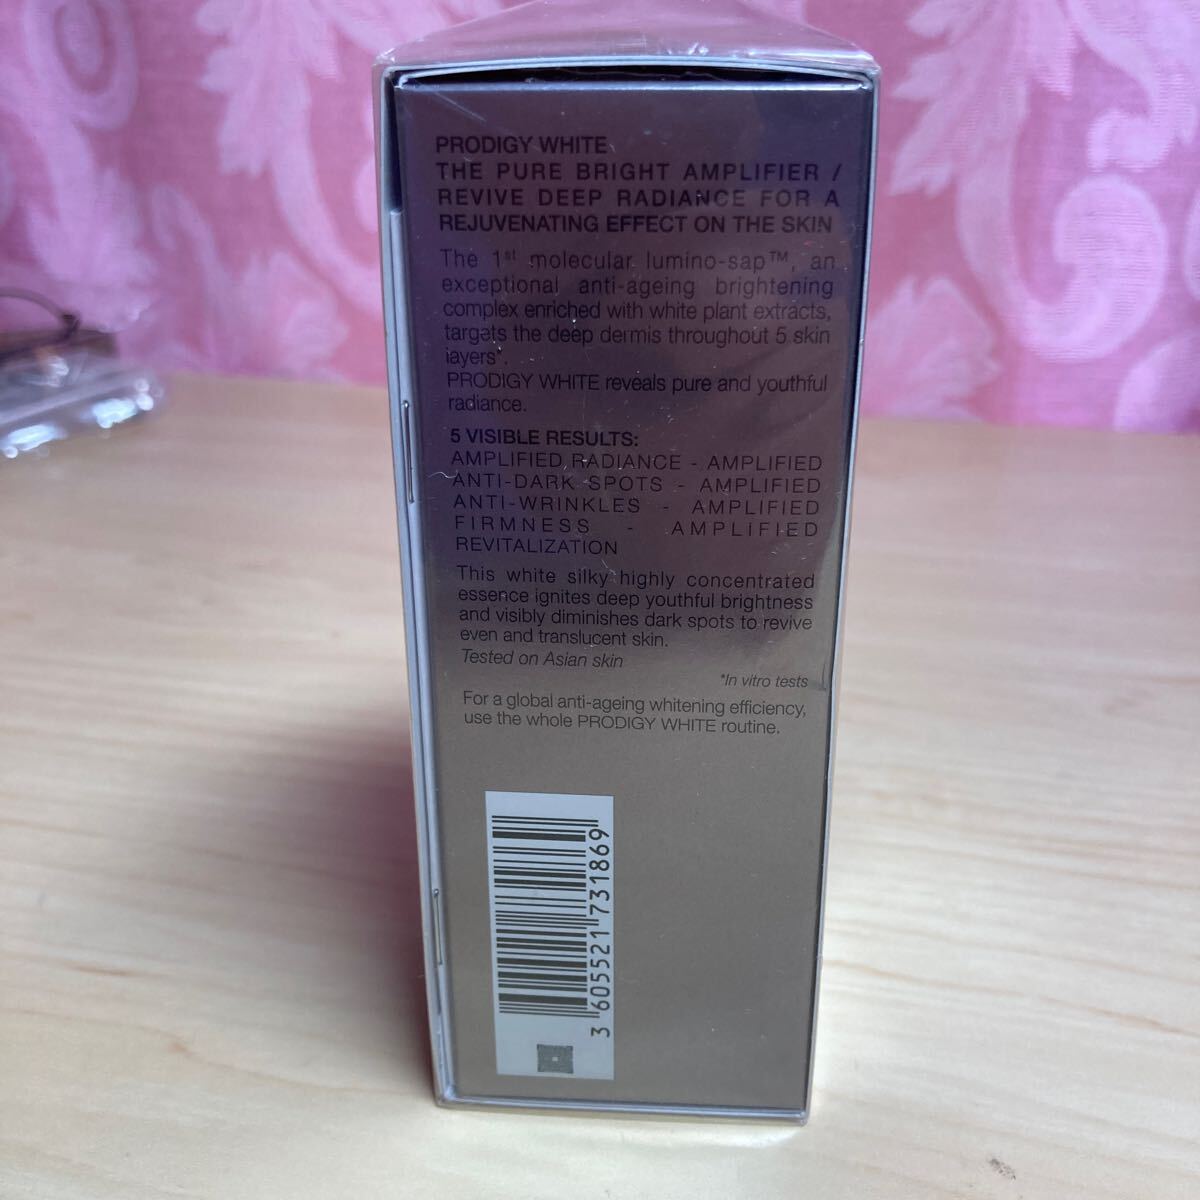 PRODIGY WHITE
THE PURE BRIGHT AMPLIFIER /
REVIVE DEEP RADIANCE FOR A
REJUVENATING EFFECT ON THE SKIN
The 1st molecular lumino-sap™, an
exceptional anti-ageing brightening
complex enriched with white plant extracts,
targets the deep dermis throughout 5 skin
layers*.
PRODIGY WHITE reveals pure and youthful
radiance.
5 VISIBLE RESULTS:
AMPLIFIED RADIANCE - AMPLIFIED
ANTI-DARK SPOTS - AMPLIFIED
ANTI-WRINKLES - AMPLIFIED
FIRMNESS - AMPLIFIED
REVITALIZATION
This white silky highly concentrated
essence ignites deep youthful brightness
and visibly diminishes dark spots to revive
even and translucent skin.
Tested on Asian skin
*In vitro tests
For a global anti-ageing whitening efficiency,
use the whole PRODIGY WHITE routine.
3 605521 731869